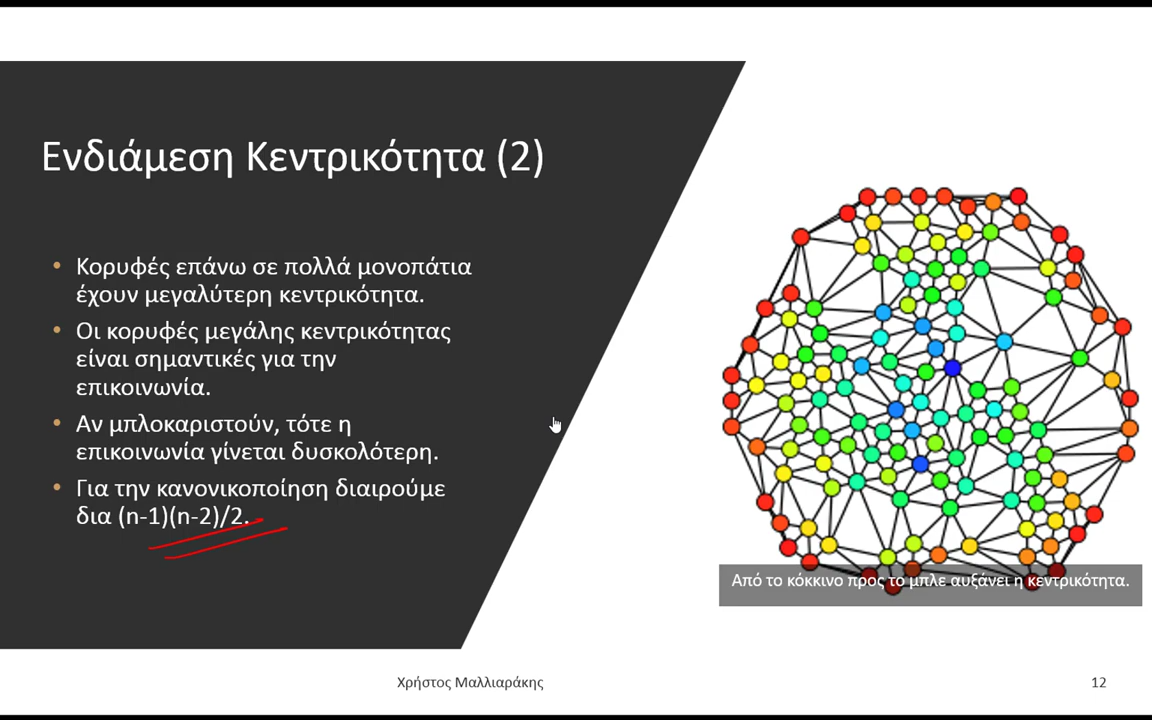 Ενδιάμεση Κεντρικότητα (2)
• Κορυφές επάνω σε πολλά μονοπάτια
έχουν μεγαλύτερη κεντρικότητα.
• Οι κορυφές μεγάλης κεντρικότητας
είναι σημαντικές για την
επικοινωνία.
• Αν μπλοκαριστούν, τότε η
επικοινωνία γίνεται δυσκολότερη.
• Για την κανονικοποίηση διαιρούμε
δια (n-1)(n-2)/2.
Από το κόκκινο προς το μπλε αυξάνει η κεντρικότητα.
Χρήστος Μαλλιαράκης
12